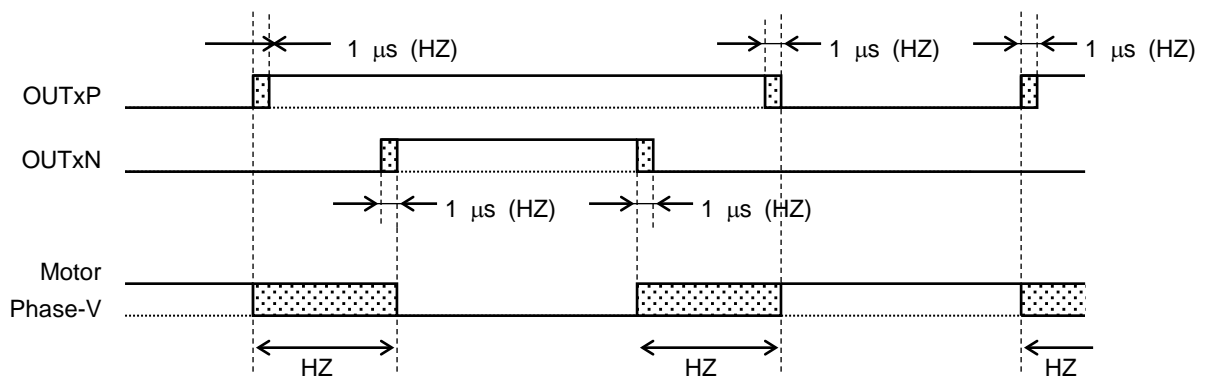 1 μs (HZ)
1 μs (HZ)
1 μs (HZ)
OUTxP
OUTxN
1 μs (HZ)
1 μs (HZ)
Motor
Phase-V
HZ
HZ
HZ